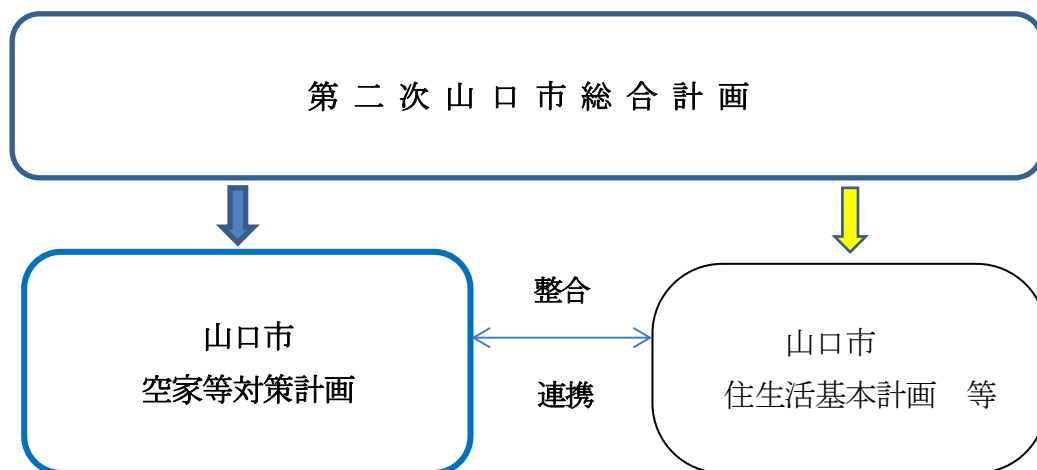 第二次山口市総合計画
山口市
空家等対策計画
整合
連携
山口市
住生活基本計画　等